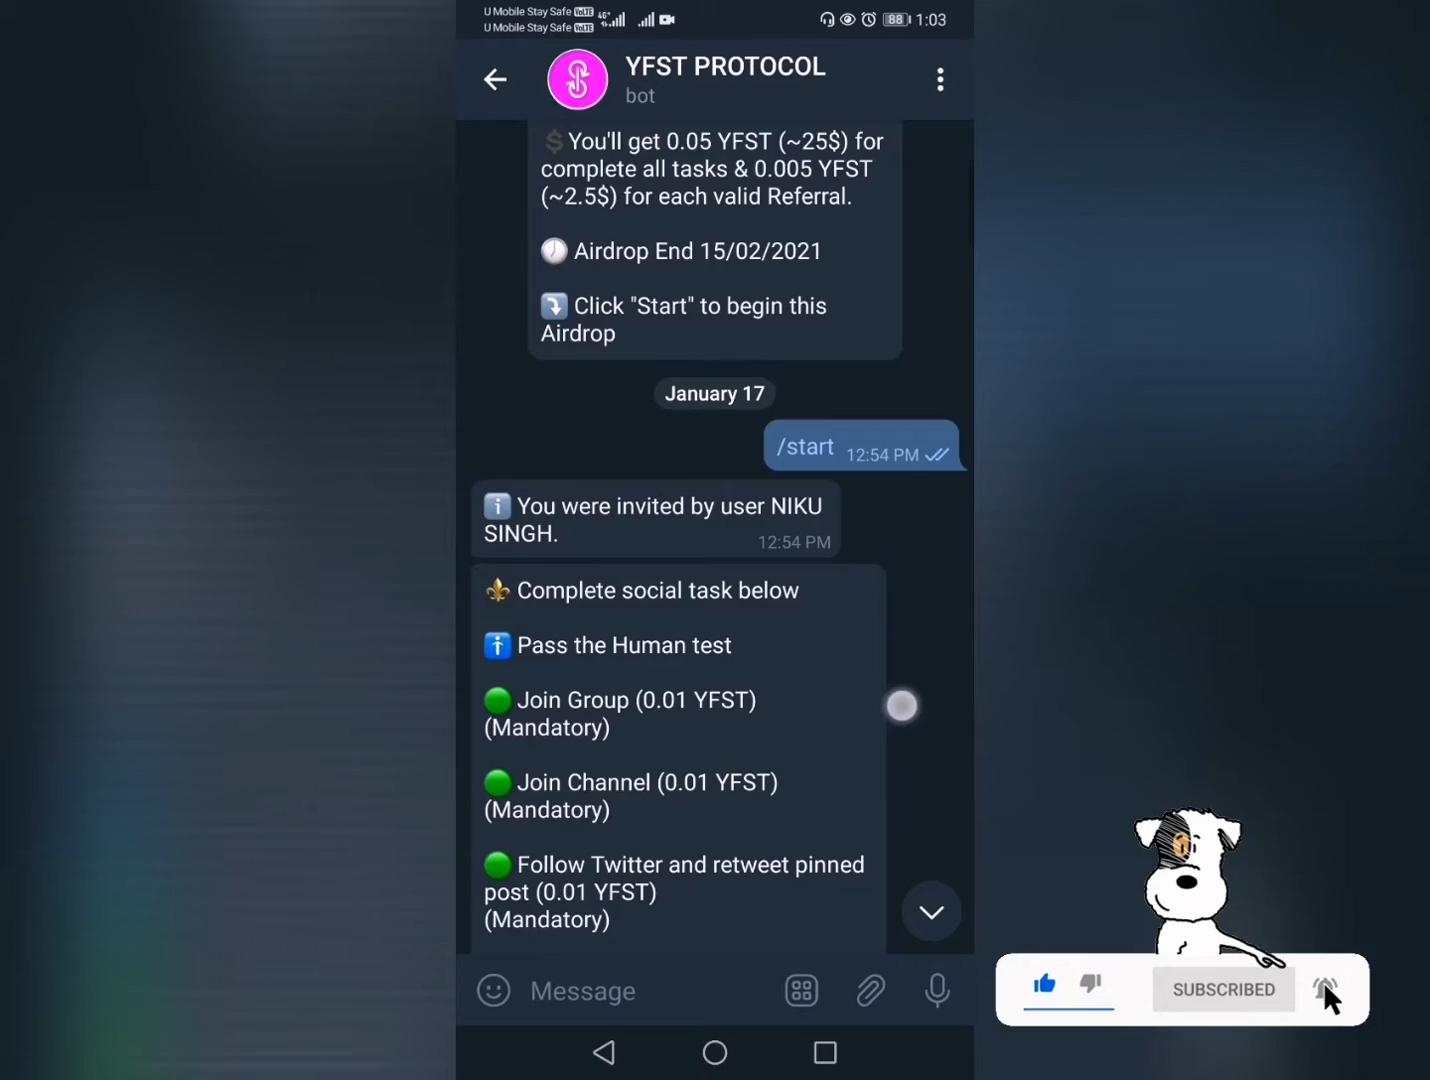 U Mobile Stay Safe VoLTE 4G 88 1:03
U Mobile Stay Safe VoLTE
YFST PROTOCOL
bot
$You'll get 0.05 YFST (~25$) for
complete all tasks & 0.005 YFST
(~2.5$) for each valid Referral.
Airdrop End 15/02/2021
Click "Start" to begin this
Airdrop
January 17
/start 12:54 PM
You were invited by user NIKU
SINGH.
12:54 PM
Complete social task below
Pass the Human test
Join Group (0.01 YFST)
(Mandatory)
Join Channel (0.01 YFST)
(Mandatory)
Follow Twitter and retweet pinned
post (0.01 YFST)
(Mandatory)
Message
SUBSCRIBED